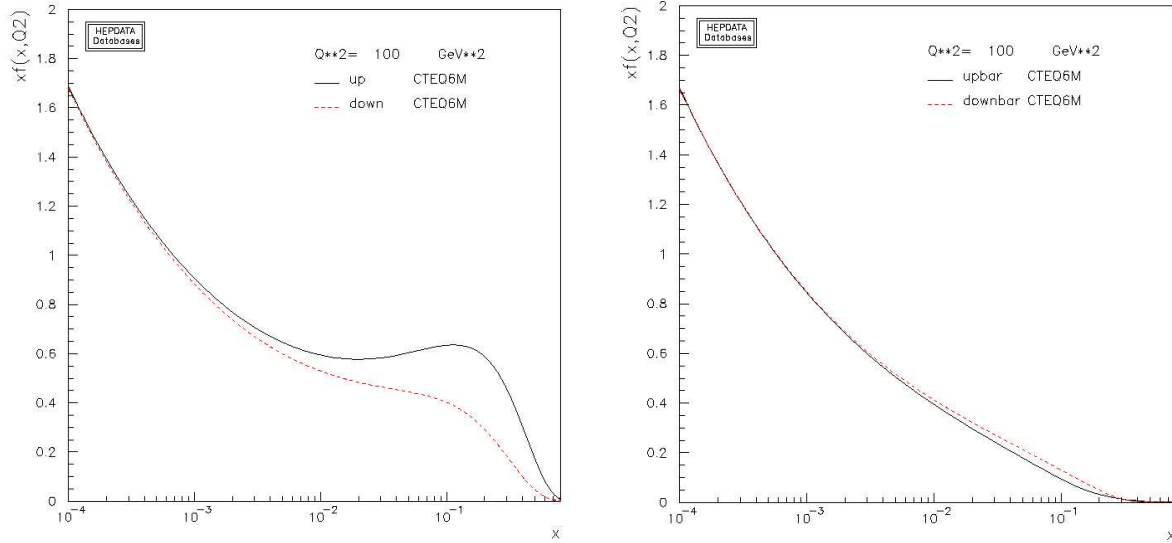 xf(x,Q2)
HEPDATA
Databases
Q**2= 100 GeV**2
up CTEQ6M
down CTEQ6M
2
1.8
1.6
1.4
1.2
1
0.8
0.6
0.4
0.2
0
10⁻⁴
10⁻³
10⁻²
10⁻¹
x
xf(x,Q2)
HEPDATA
Databases
Q**2= 100 GeV**2
upbar CTEQ6M
downbar CTEQ6M
2
1.8
1.6
1.4
1.2
1
0.8
0.6
0.4
0.2
0
10⁻⁴
10⁻³
10⁻²
10⁻¹
x